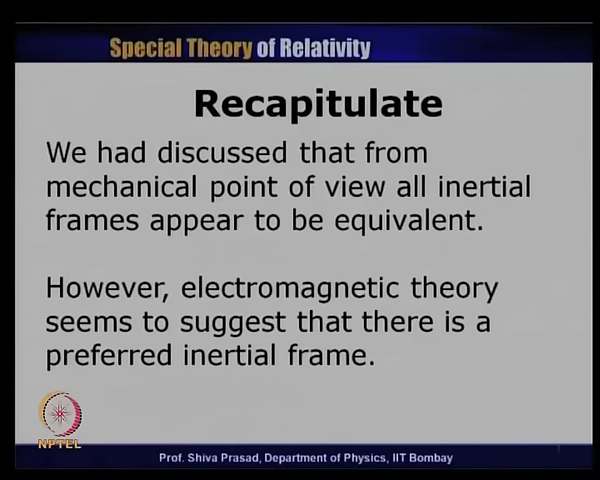 Special Theory of Relativity
Recapitulate
We had discussed that from
mechanical point of view all inertial
frames appear to be equivalent.
However, electromagnetic theory
seems to suggest that there is a
preferred inertial frame.
NPTEL
Prof. Shiva Prasad, Department of Physics, IIT Bombay